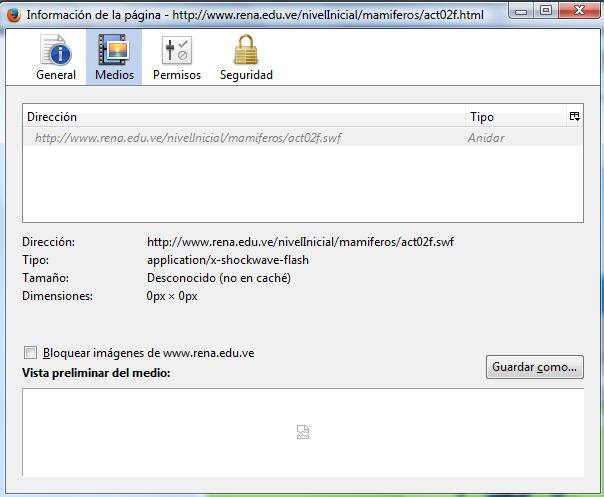 Información de la página - http://www.rena.edu.ve/nivelInicial/mamiferos/act02f.html
General Medios Permisos Seguridad
Dirección Tipo
http://www.rena.edu.ve/nivelInicial/mamiferos/act02f.swf Anidar
Dirección: http://www.rena.edu.ve/nivelInicial/mamiferos/act02f.swf
Tipo: application/x-shockwave-flash
Tamaño: Desconocido (no en caché)
Dimensiones: 0px × 0px
Bloquear imágenes de www.rena.edu.ve
Guardar como...
Vista preliminar del medio: